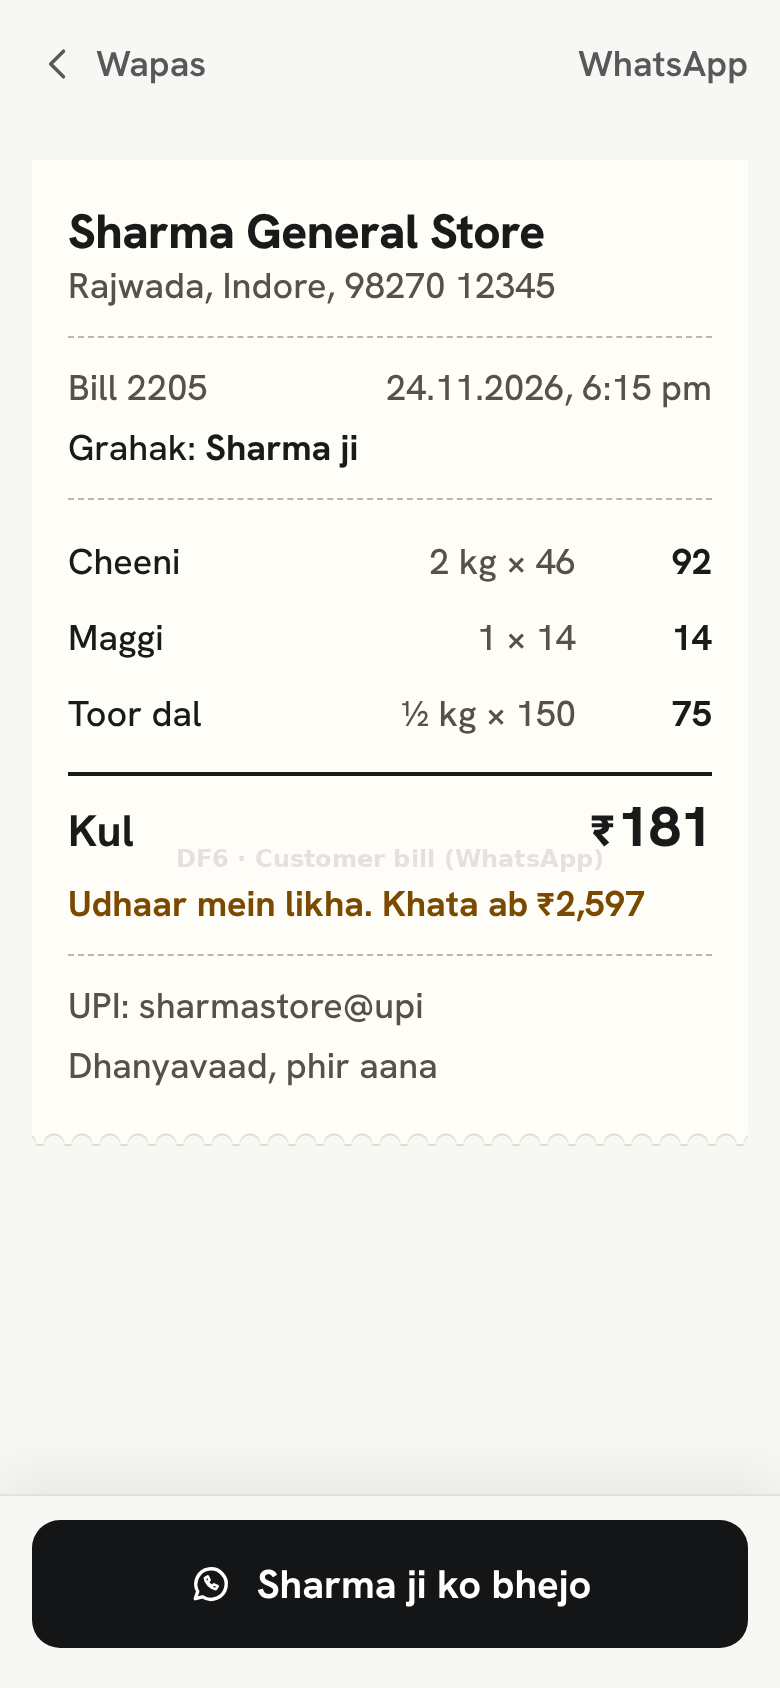 Wapas WhatsApp
Sharma General Store
Rajwada, Indore, 98270 12345
Bill 2205 24.11.2026, 6:15 pm
Grahak: Sharma ji
Cheeni 2 kg × 46 92
Maggi 1 × 14 14
Toor dal ½ kg × 150 75
Kul ₹181
DF6 · Customer bill (WhatsApp)
Udhaar mein likha. Khata ab ₹2,597
UPI: sharmastore@upi
Dhanyavaad, phir aana
Sharma ji ko bhejo